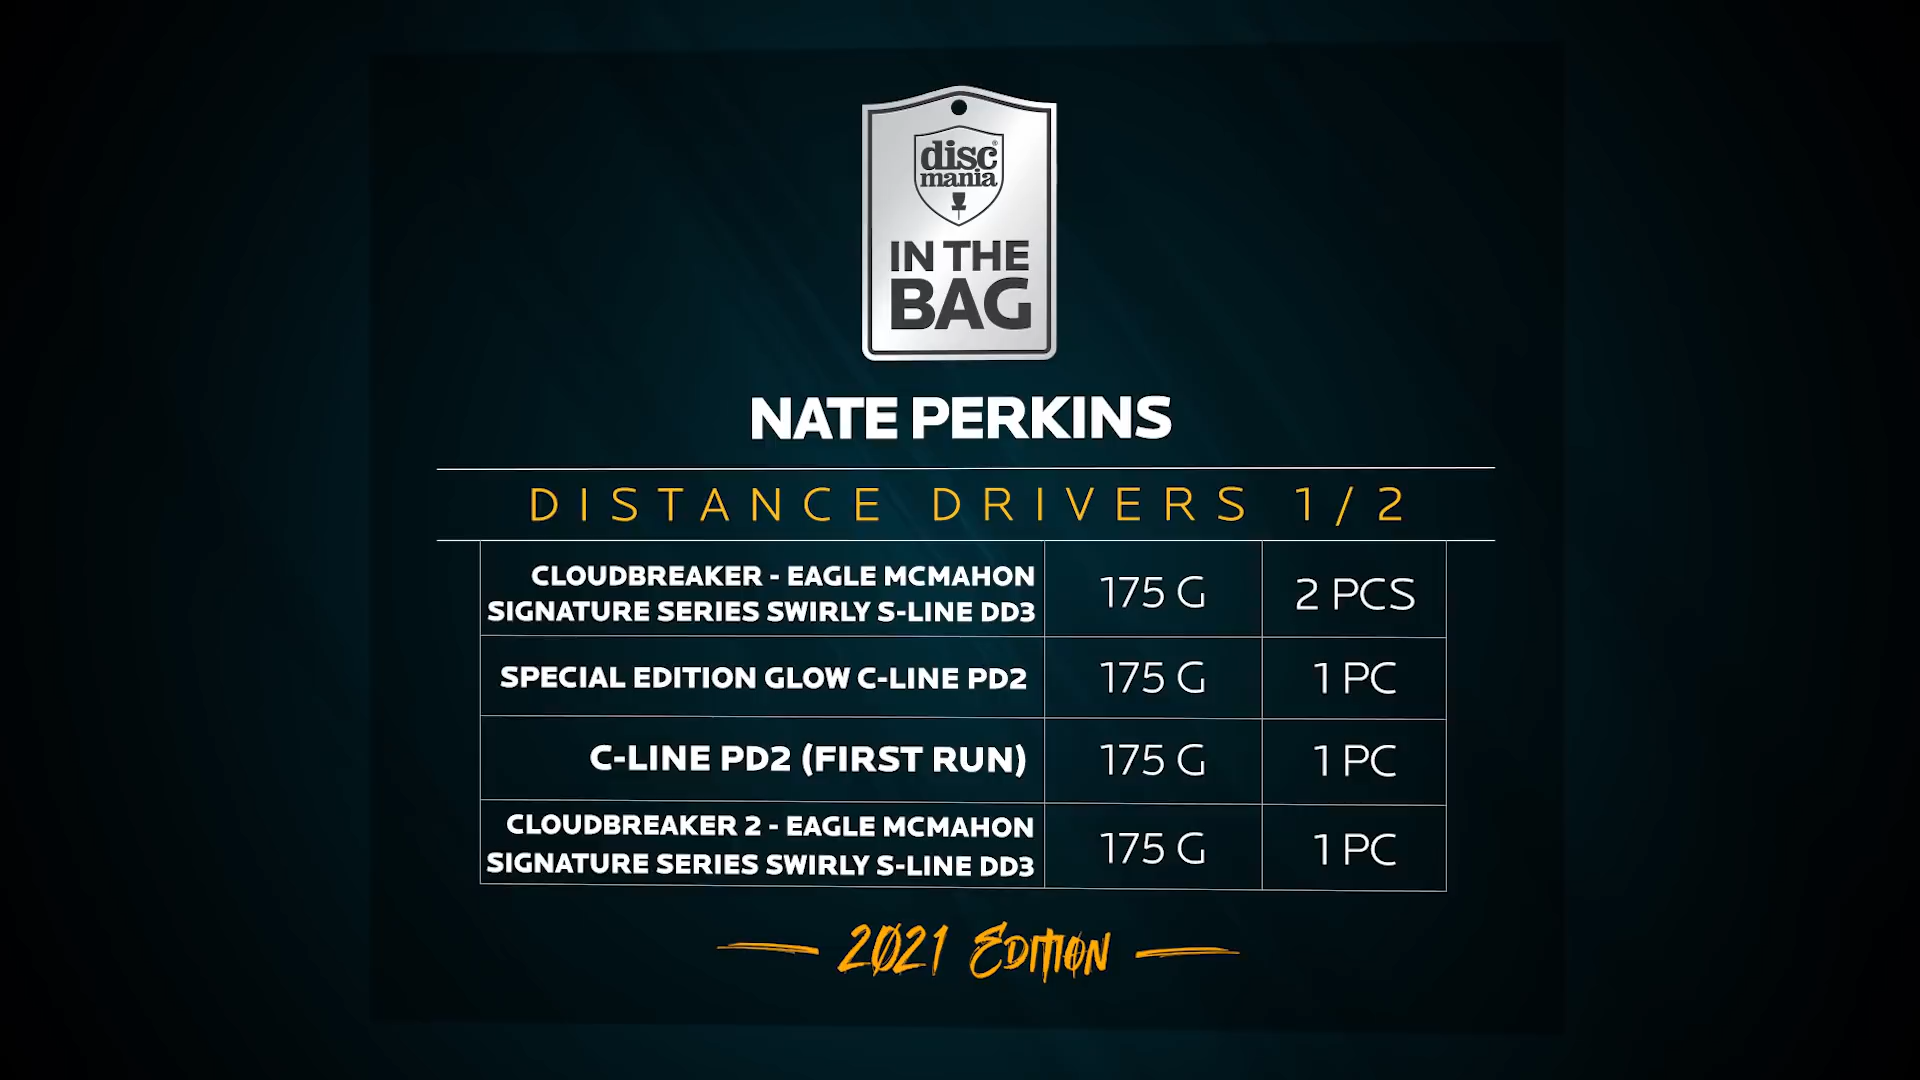 disc
mania
IN THE
BAG
NATE PERKINS
DISTANCE DRIVERS 1/2
CLOUDBREAKER - EAGLE MCMAHON
SIGNATURE SERIES SWIRLY S-LINE DD3
175 G
2 PCS
SPECIAL EDITION GLOW C-LINE PD2
175 G
1 PC
C-LINE PD2 (FIRST RUN)
175 G
1 PC
CLOUDBREAKER 2 - EAGLE MCMAHON
SIGNATURE SERIES SWIRLY S-LINE DD3
175 G
1 PC
2021 EDITION